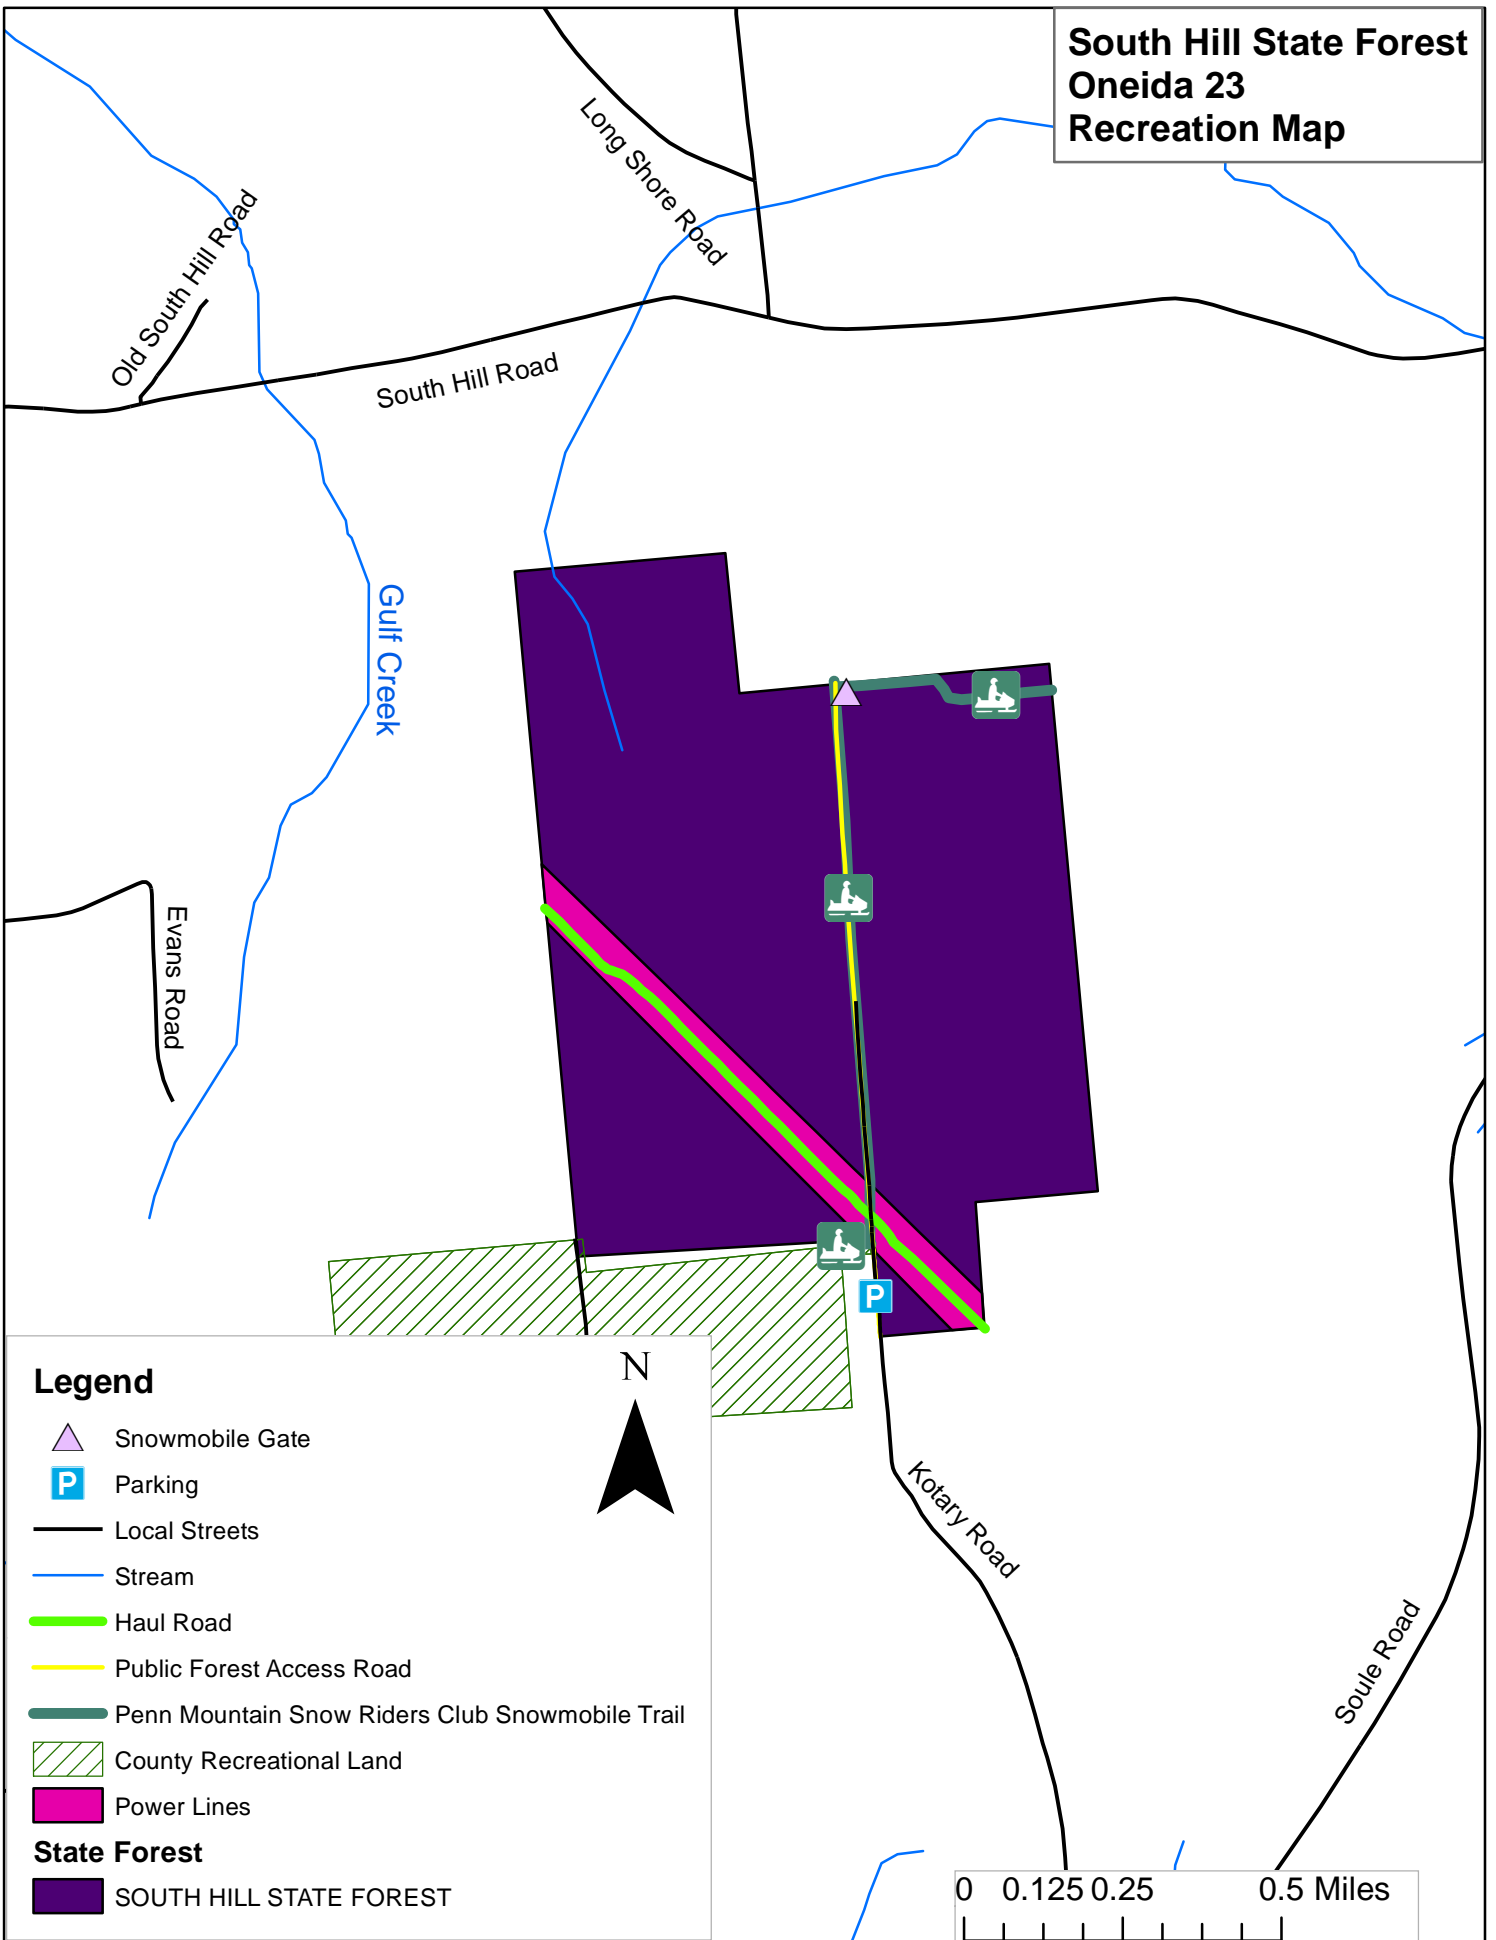 South Hill State Forest
Oneida 23
Recreation Map
Long Shore Road
Old South Hill Road
South Hill Road
Gulf Creek
Evans Road
P
Kotary Road
Soule Road
Legend
N
Snowmobile Gate
P Parking
Local Streets
Stream
Haul Road
Public Forest Access Road
Penn Mountain Snow Riders Club Snowmobile Trail
County Recreational Land
Power Lines
State Forest
SOUTH HILL STATE FOREST
0 0.125 0.25 0.5 Miles